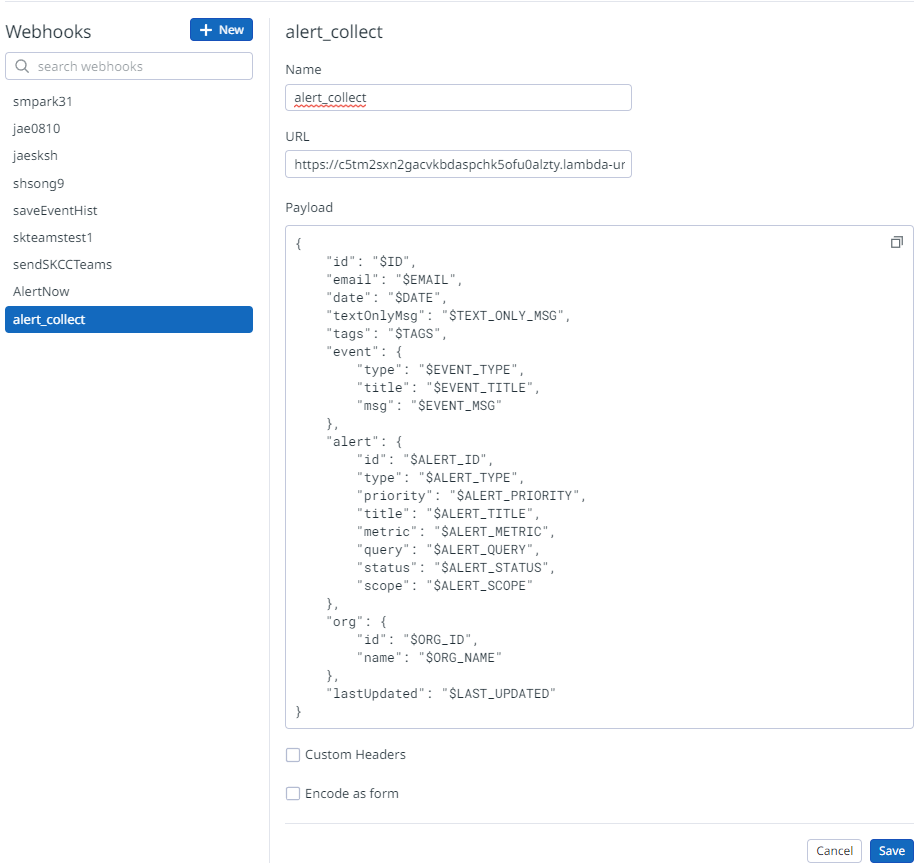 Webhooks
+ New
search webhooks
smpark31
jae0810
jaesksh
shsong9
saveEventHist
skteamstest1
sendSKCCTeams
AlertNow
alert_collect
alert_collect
Name
alert_collect
URL
https://c5tm2sxn2gacvkbdaspchk5ofu0alzty.lambda-ur
Payload
{
    "id": "$ID",
    "email": "$EMAIL",
    "date": "$DATE",
    "textOnlyMsg": "$TEXT_ONLY_MSG",
    "tags": "$TAGS",
    "event": {
        "type": "$EVENT_TYPE",
        "title": "$EVENT_TITLE",
        "msg": "$EVENT_MSG"
    },
    "alert": {
        "id": "$ALERT_ID",
        "type": "$ALERT_TYPE",
        "priority": "$ALERT_PRIORITY",
        "title": "$ALERT_TITLE",
        "metric": "$ALERT_METRIC",
        "query": "$ALERT_QUERY",
        "status": "$ALERT_STATUS",
        "scope": "$ALERT_SCOPE"
    },
    "org": {
        "id": "$ORG_ID",
        "name": "$ORG_NAME"
    },
    "lastUpdated": "$LAST_UPDATED"
}
Custom Headers
Encode as form
Cancel
Save